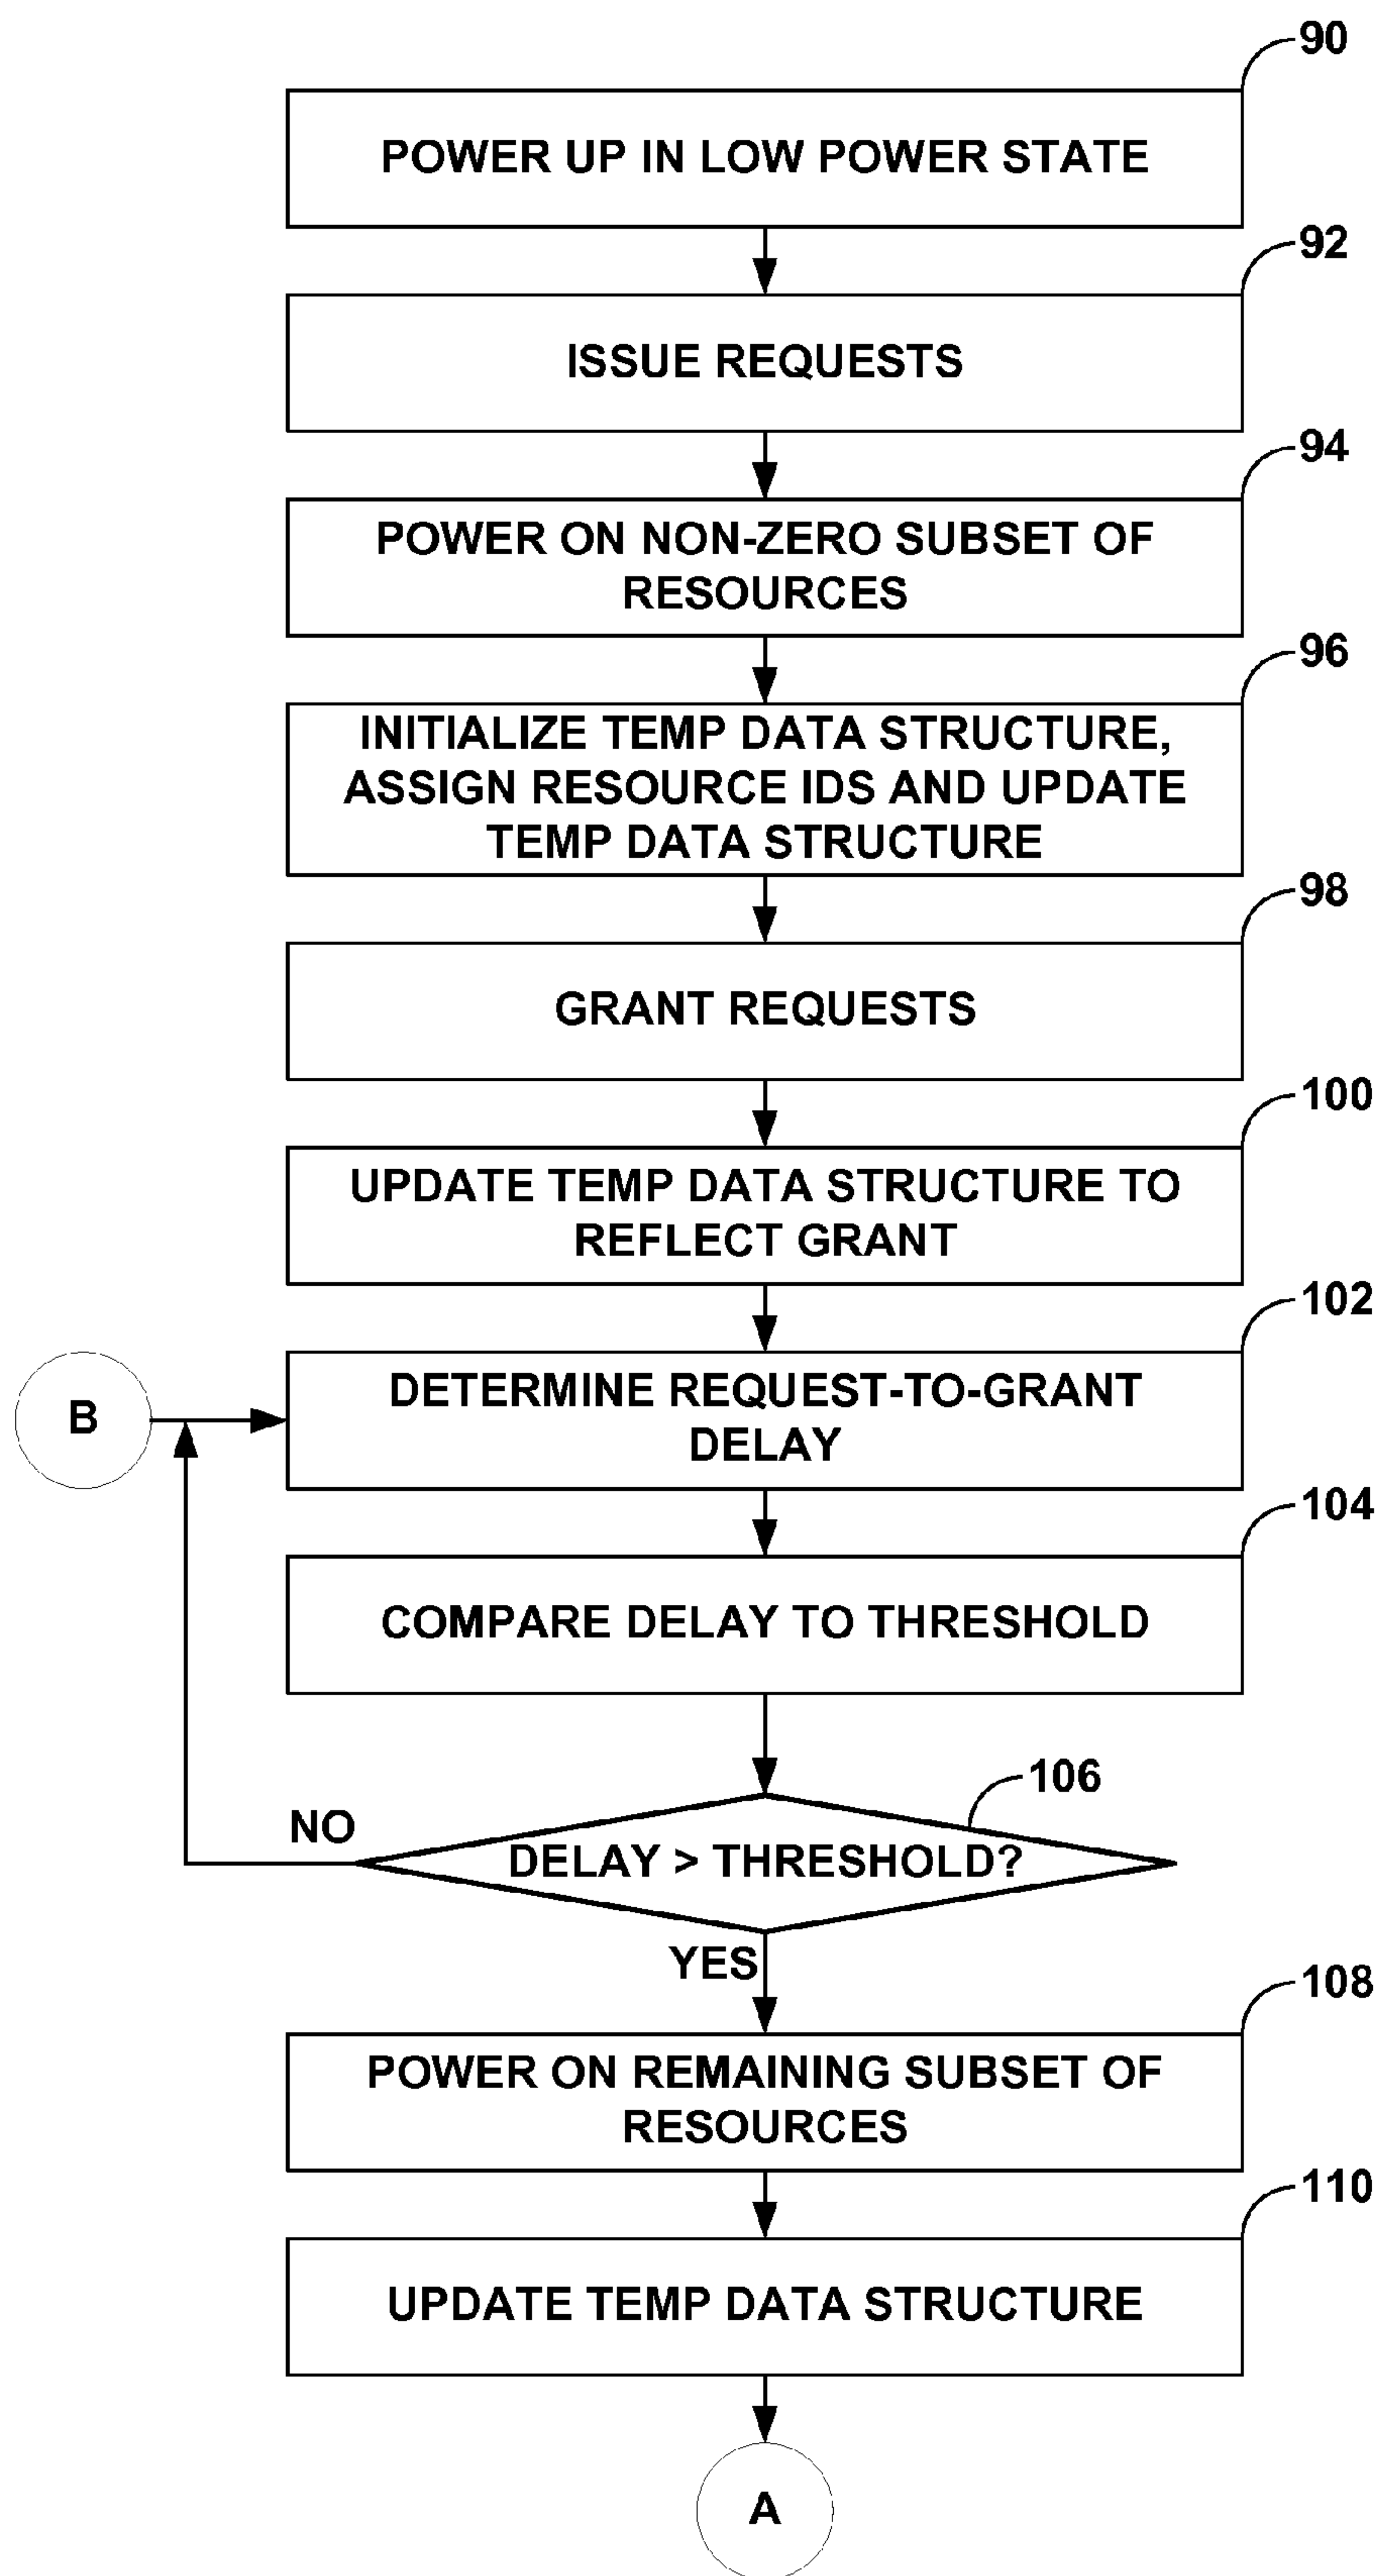 90
POWER UP IN LOW POWER STATE
92
ISSUE REQUESTS
94
POWER ON NON-ZERO SUBSET OF
RESOURCES
96
INITIALIZE TEMP DATA STRUCTURE,
ASSIGN RESOURCE IDS AND UPDATE
TEMP DATA STRUCTURE
98
GRANT REQUESTS
100
UPDATE TEMP DATA STRUCTURE TO
REFLECT GRANT
102
B
DETERMINE REQUEST-TO-GRANT
DELAY
104
COMPARE DELAY TO THRESHOLD
106
NO
DELAY > THRESHOLD?
YES
108
POWER ON REMAINING SUBSET OF
RESOURCES
110
UPDATE TEMP DATA STRUCTURE
A